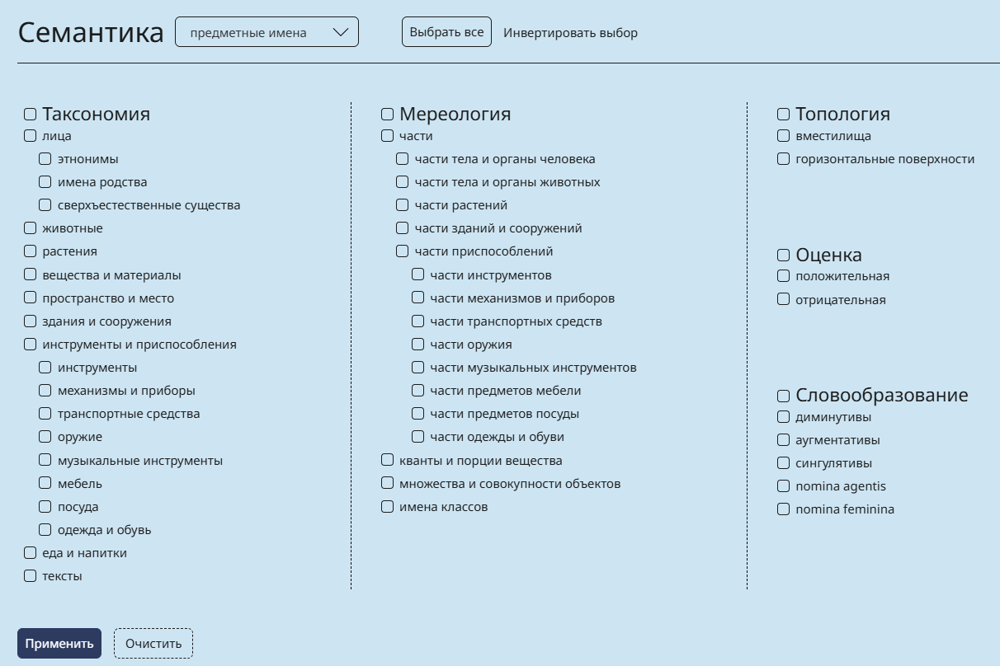 Семантика
предметные имена
Выбрать все
Инвертировать выбор
Таксономия
лица
этнонимы
имена родства
сверхъестественные существа
животные
растения
вещества и материалы
пространство и место
здания и сооружения
инструменты и приспособления
инструменты
механизмы и приборы
транспортные средства
оружие
музыкальные инструменты
мебель
посуда
одежда и обувь
еда и напитки
тексты
Мереология
части
части тела и органы человека
части тела и органы животных
части растений
части зданий и сооружений
части приспособлений
части инструментов
части механизмов и приборов
части транспортных средств
части оружия
части музыкальных инструментов
части предметов мебели
части предметов посуды
части одежды и обуви
кванты и порции вещества
множества и совокупности объектов
имена классов
Топология
вместилища
горизонтальные поверхности
Оценка
положительная
отрицательная
Словообразование
диминутивы
аугментативы
сингулятивы
nomina agentis
nomina feminina
Применить
Очистить